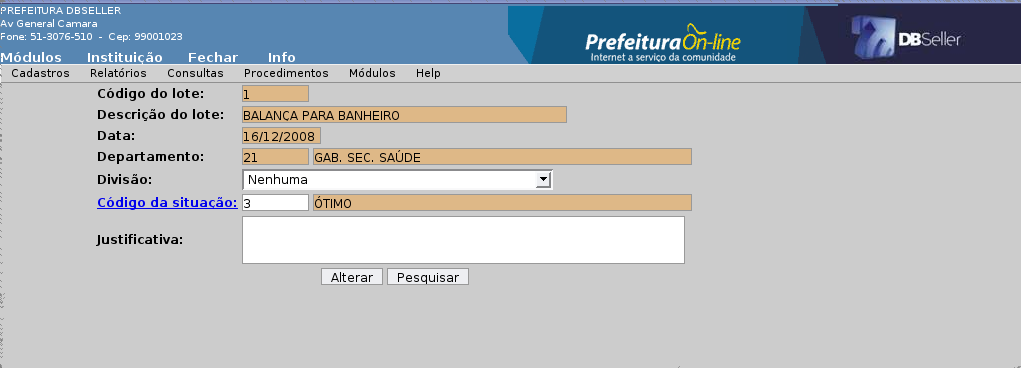 PREFEITURA DBSELLER
Av General Camara
Fone: 51-3076-510 - Cep: 99001023
PrefeituraOn-line
Internet a serviço da comunidade
DBSeller
Módulos Instituição Fechar Info
Cadastros Relatórios Consultas Procedimentos Módulos Help
Código do lote: 1
Descrição do lote: BALANCA PARA BANHEIRO
Data: 16/12/2008
Departamento: 21 GAB. SEC. SAÚDE
Divisão: Nenhuma
Código da situação: 3 ÓTIMO
Justificativa:
Alterar Pesquisar